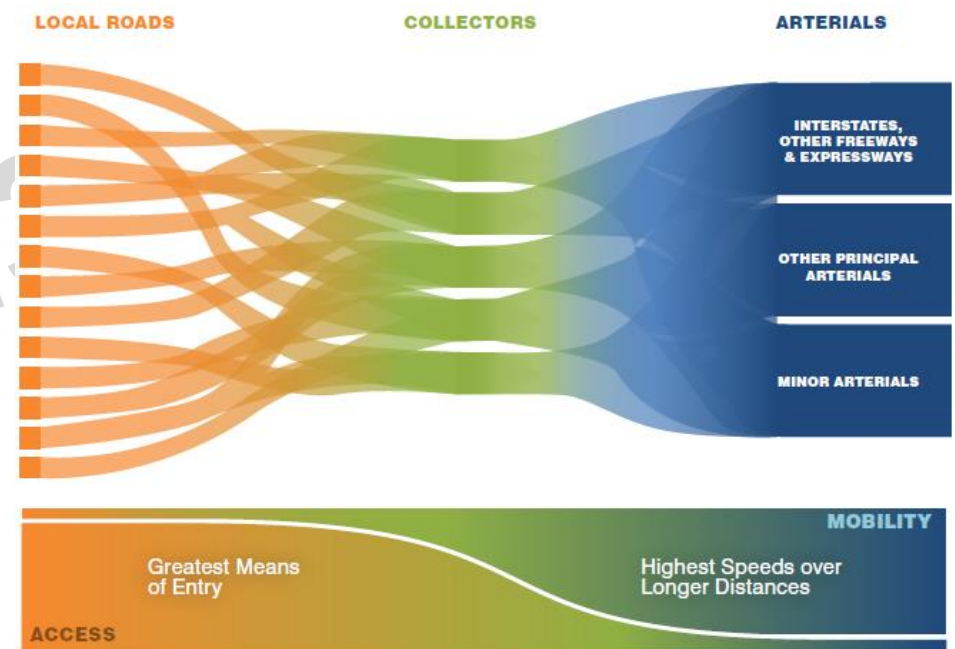 LOCAL ROADS
COLLECTORS
ARTERIALS
INTERSTATES,
OTHER FREEWAYS
& EXPRESSWAYS
OTHER PRINCIPAL
ARTERIALS
MINOR ARTERIALS
MOBILITY
Greatest Means
of Entry
Highest Speeds over
Longer Distances
ACCESS